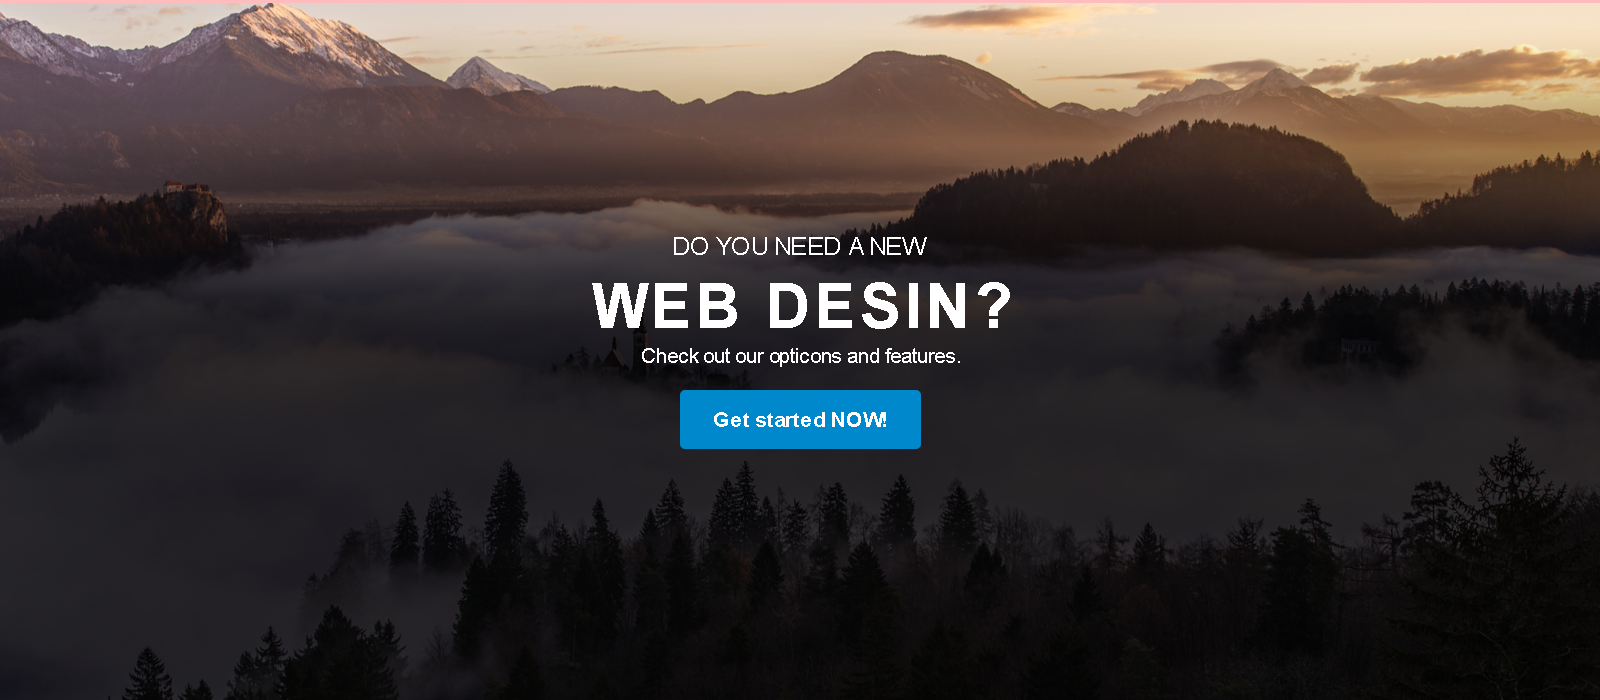 DO YOU NEED A NEW
WEB DESIN?
Check out our opticons and features.
Get started NOW!